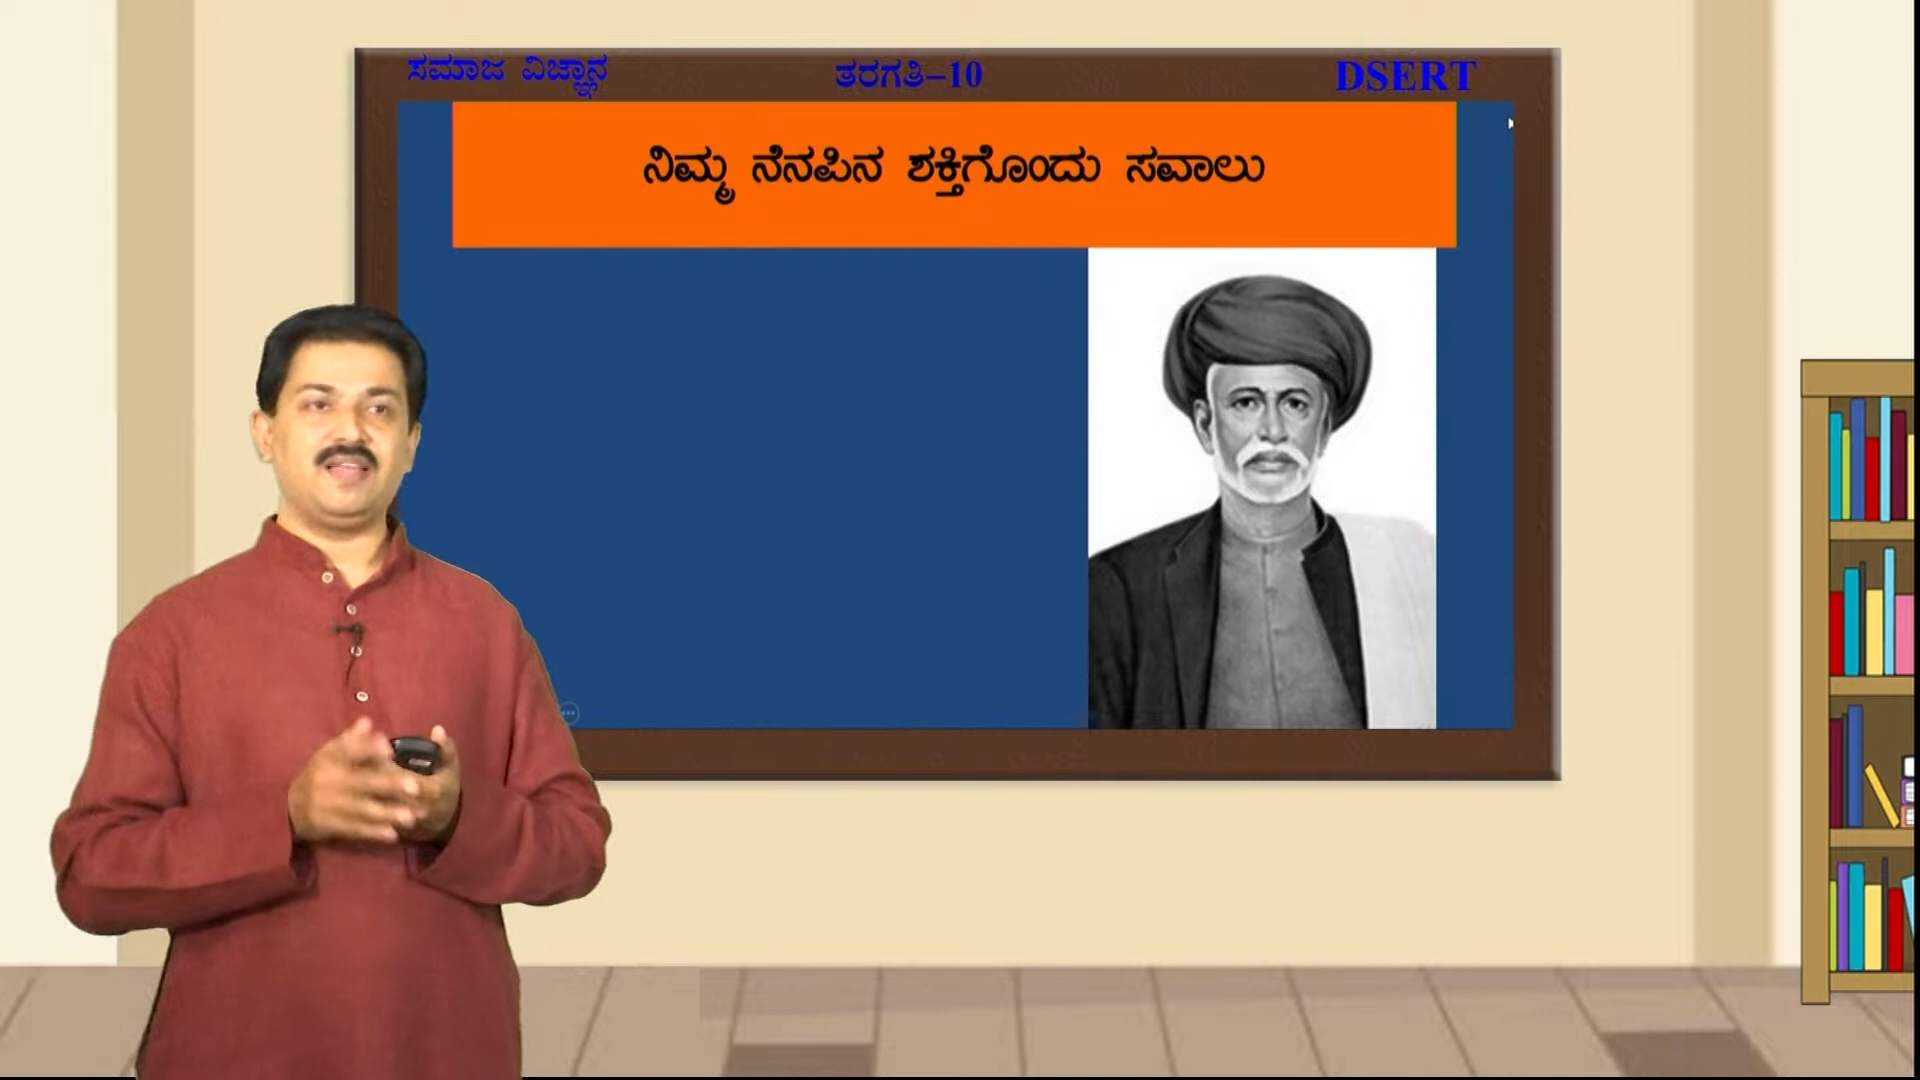 ಸಮಾಜ ವಿಜ್ಞಾನ ತರಗತಿ-10 DSERT
ನಿಮ್ಮ ನೆನಪಿನ ಶಕ್ತಿಗೊಂದು ಸವಾಲು